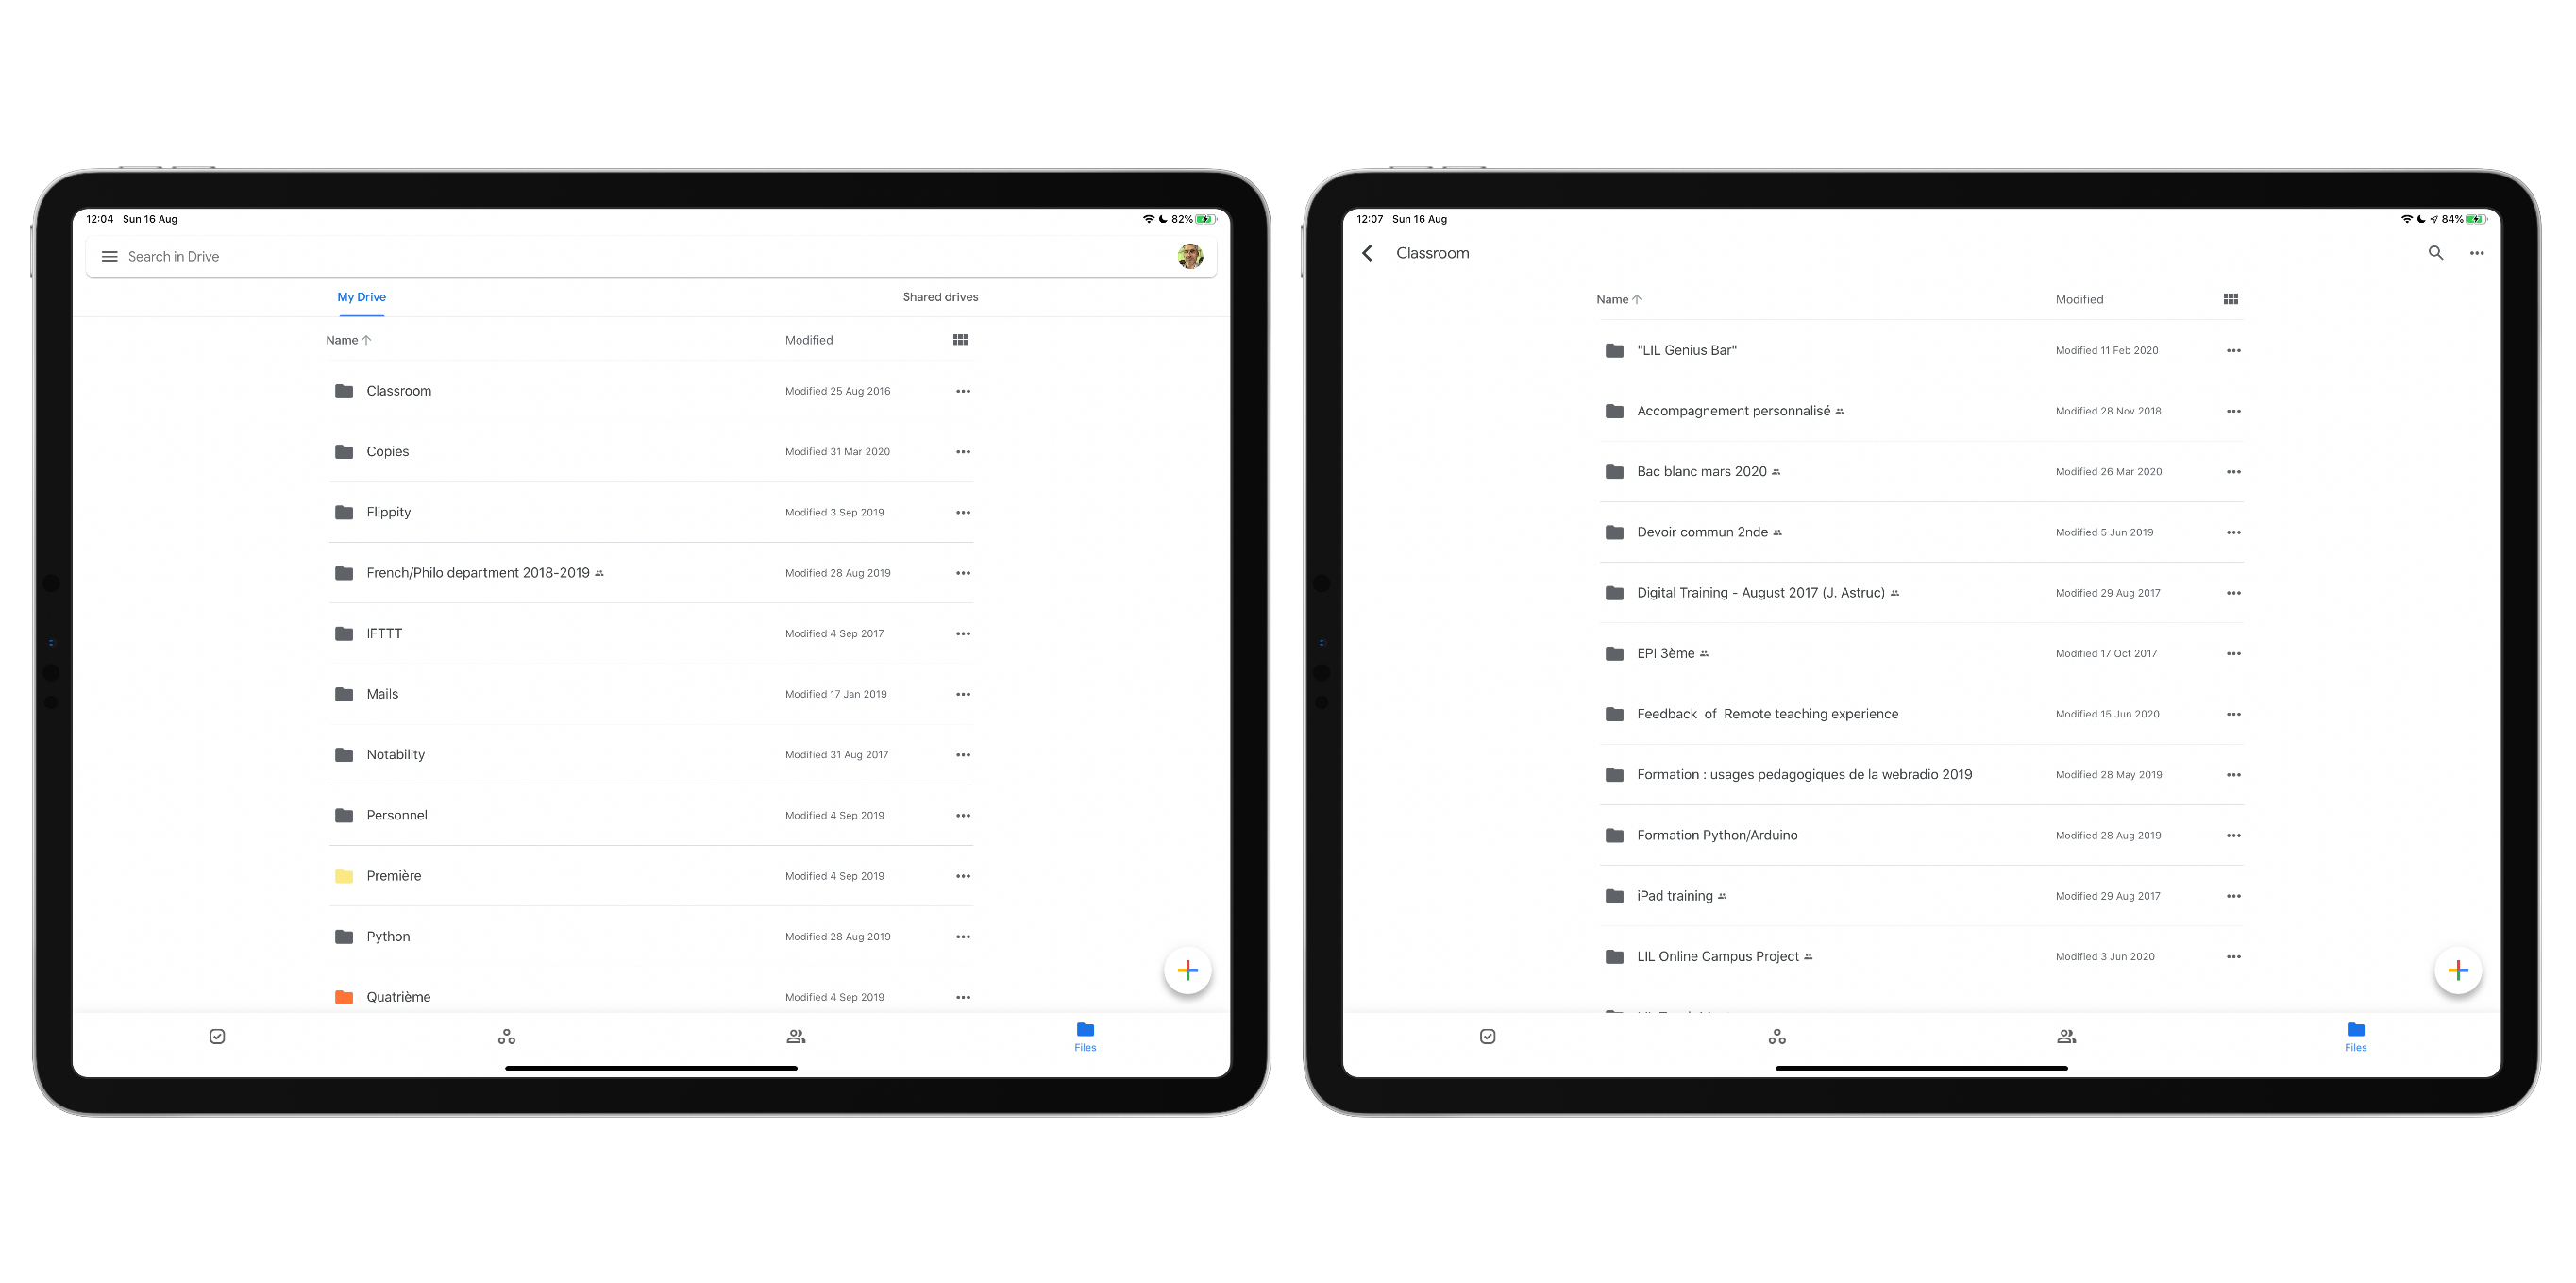 12:04 Sun 16 Aug
82%
Search in Drive
My Drive
Shared drives
Name
Modified
Classroom
Modified 25 Aug 2016
Copies
Modified 31 Mar 2020
Flippity
Modified 3 Sep 2019
French/Philo department 2018-2019
Modified 28 Aug 2019
IFTTT
Modified 4 Sep 2017
Mails
Modified 17 Jan 2019
Notability
Modified 31 Aug 2017
Personnel
Modified 4 Sep 2019
Première
Modified 4 Sep 2019
Python
Modified 28 Aug 2019
Quatrième
Modified 4 Sep 2019
Files
12:07 Sun 16 Aug
84%
Classroom
Name
Modified
"LIL Genius Bar"
Modified 11 Feb 2020
Accompagnement personnalisé
Modified 28 Nov 2018
Bac blanc mars 2020
Modified 26 Mar 2020
Devoir commun 2nde
Modified 5 Jun 2019
Digital Training - August 2017 (J. Astruc)
Modified 29 Aug 2017
EPI 3ème
Modified 17 Oct 2017
Feedback of Remote teaching experience
Modified 15 Jun 2020
Formation : usages pedagogiques de la webradio 2019
Modified 28 May 2019
Formation Python/Arduino
Modified 28 Aug 2019
iPad training
Modified 29 Aug 2017
LIL Online Campus Project
Modified 3 Jun 2020
Files